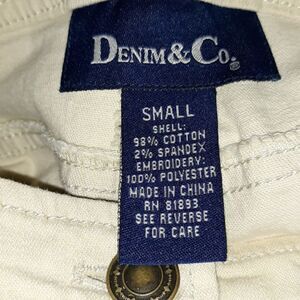 DENIM & CO.®
SMALL
SHELL:
98% COTTON
2% SPANDEX
EMBROIDERY:
100% POLYESTER
MADE IN CHINA
RN 81893
SEE REVERSE
FOR CARE